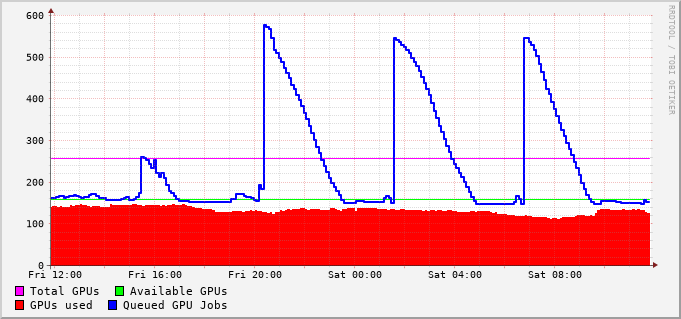 RRDTOOL / TOBI OETIKER
600
500
400
300
200
100
0
Fri 12:00 Fri 16:00 Fri 20:00 Sat 00:00 Sat 04:00 Sat 08:00
Total GPUs Available GPUs
GPUs used Queued GPU Jobs